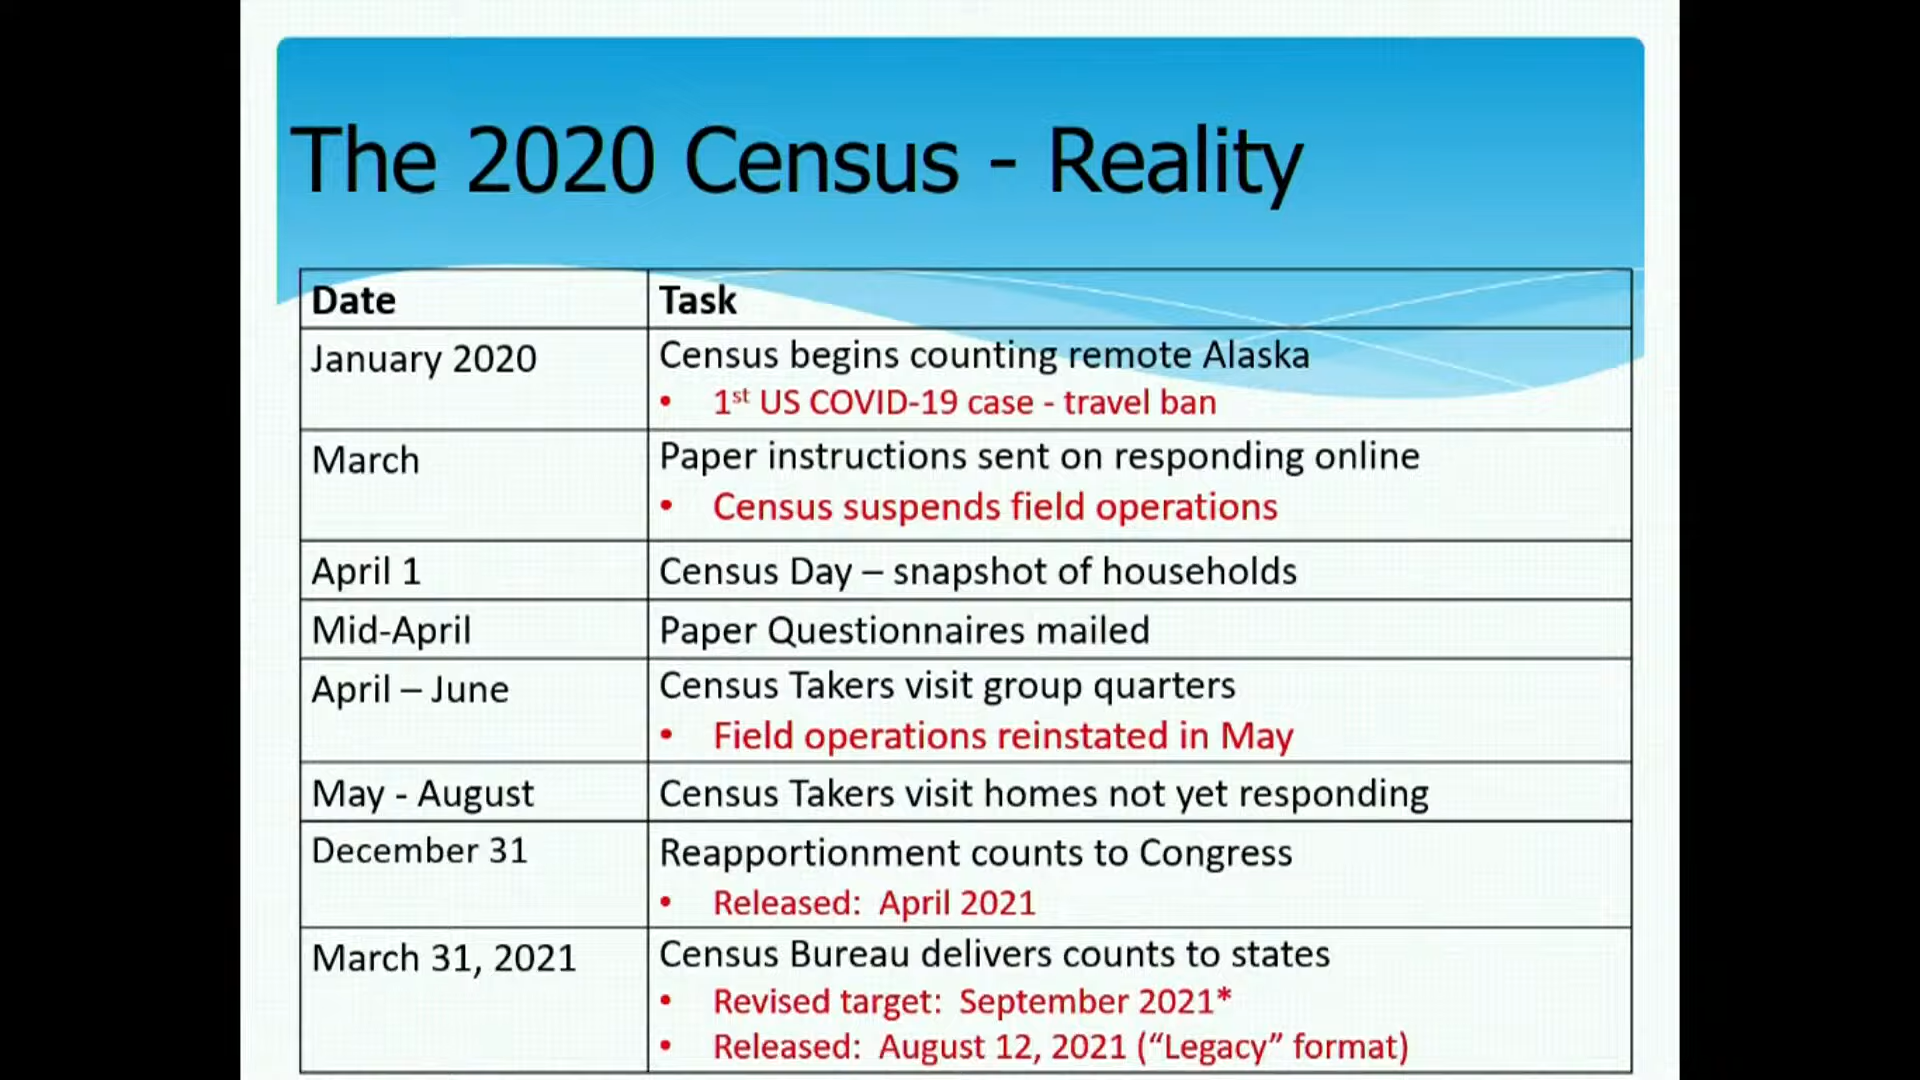 The 2020 Census - Reality
Date Task
January 2020 Census begins counting remote Alaska
• 1st US COVID-19 case - travel ban
March Paper instructions sent on responding online
• Census suspends field operations
April 1 Census Day – snapshot of households
Mid-April Paper Questionnaires mailed
April – June Census Takers visit group quarters
• Field operations reinstated in May
May - August Census Takers visit homes not yet responding
December 31 Reapportionment counts to Congress
• Released: April 2021
March 31, 2021 Census Bureau delivers counts to states
• Revised target: September 2021*
• Released: August 12, 2021 (“Legacy” format)